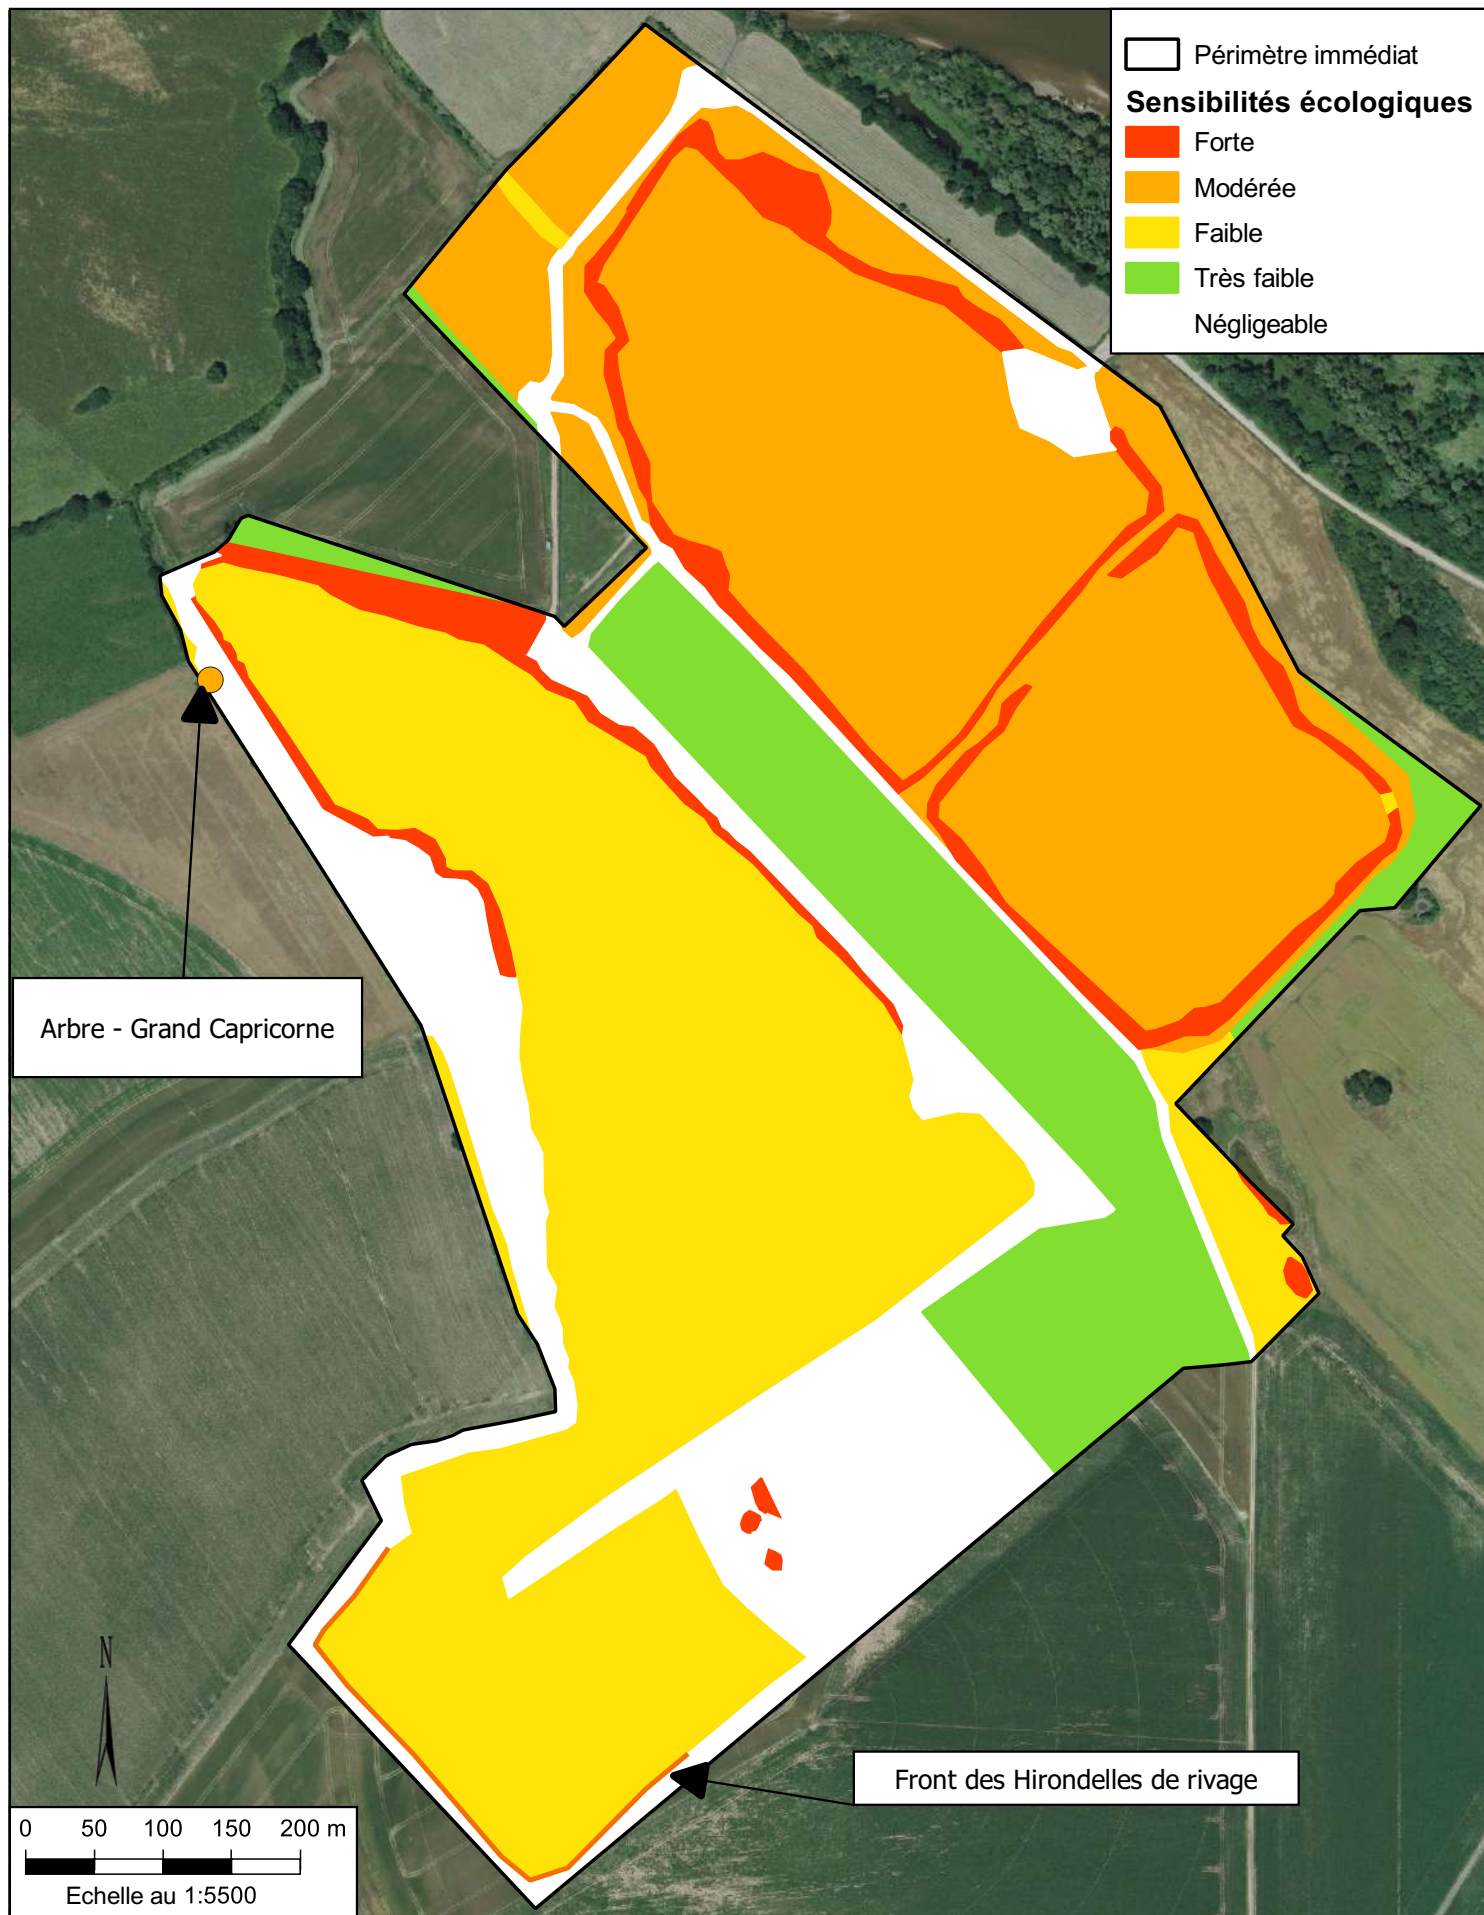 Périmètre immédiat
Sensibilités écologiques
Forte
Modérée
Faible
Très faible
Négligeable
Arbre - Grand Capricorne
Front des Hirondelles de rivage
N
0 50 100 150 200 m
Echelle au 1:5500